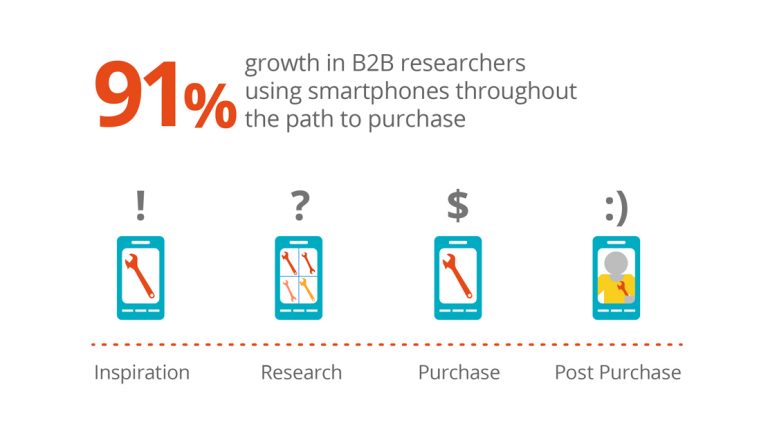 91% growth in B2B researchers
using smartphones throughout
the path to purchase
! ? $ :)
Inspiration Research Purchase Post Purchase